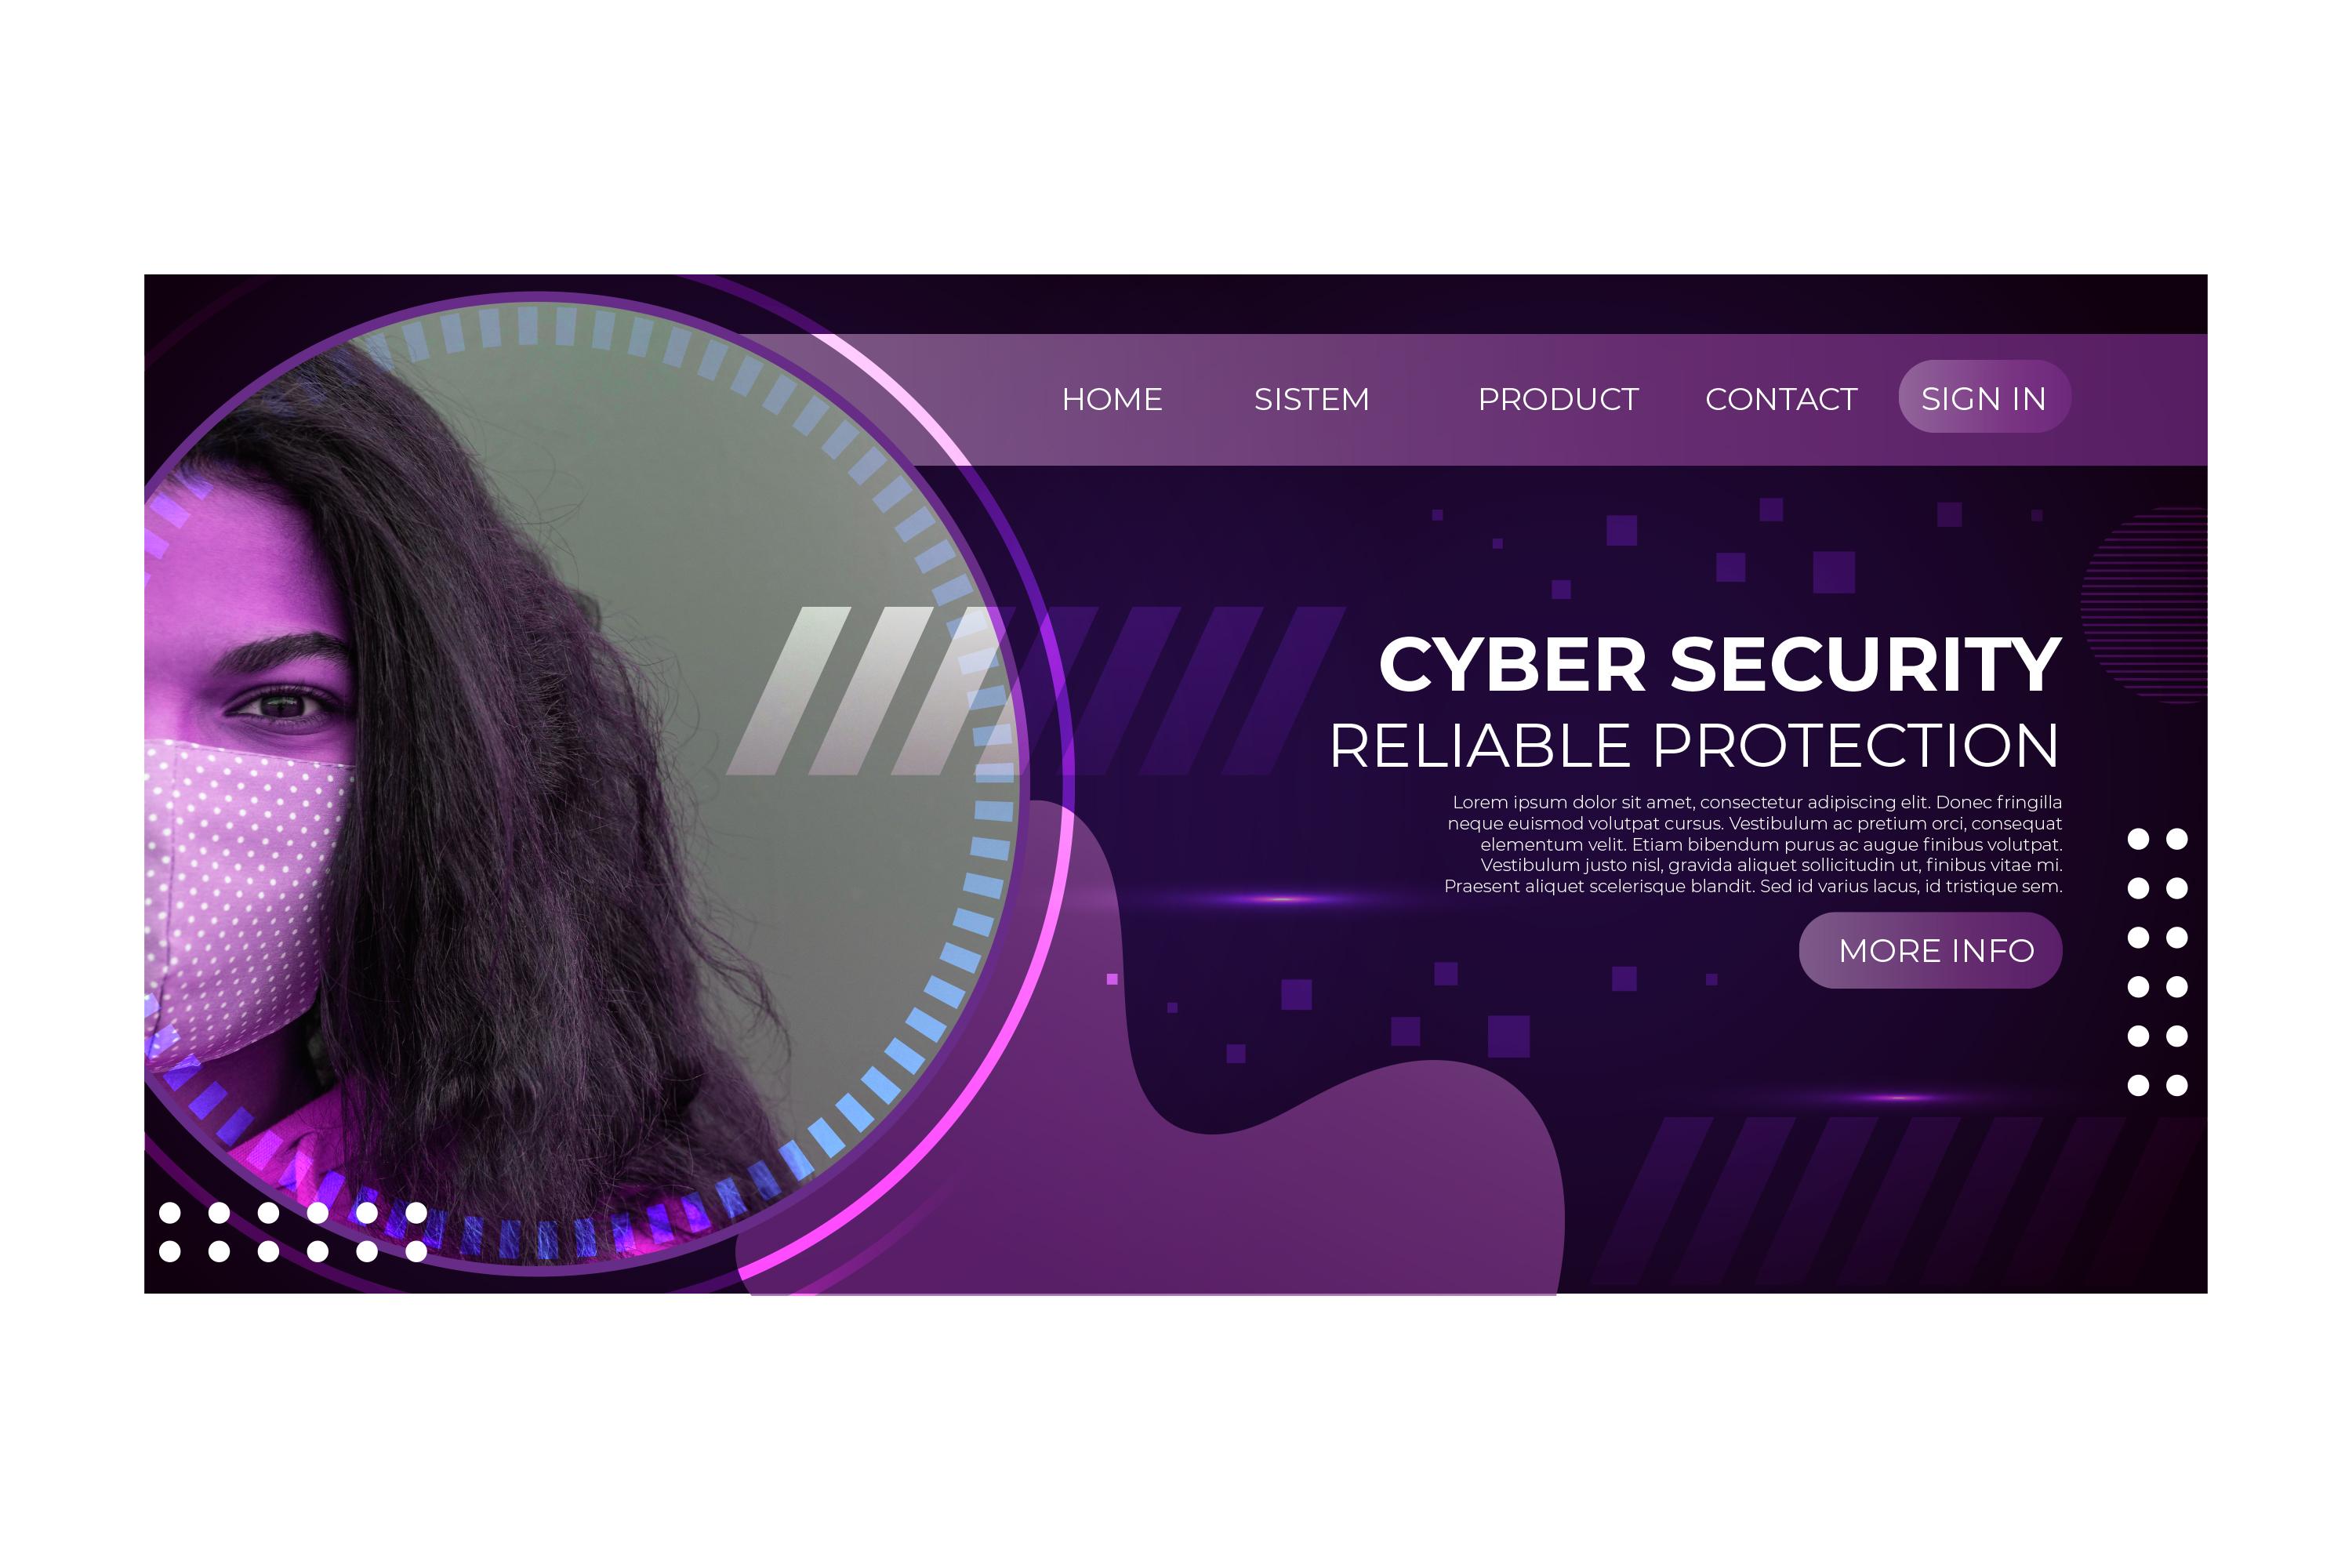 HOME SISTEM PRODUCT CONTACT SIGN IN
CYBER SECURITY
RELIABLE PROTECTION
Lorem ipsum dolor sit amet, consectetur adipiscing elit. Donec fringilla
neque euismod volutpat cursus. Vestibulum ac pretium orci, consequat
elementum velit. Etiam bibendum purus ac augue finibus volutpat.
Vestibulum justo nisl, gravida aliquet sollicitudin ut, finibus vitae mi.
Praesent aliquet scelerisque blandit. Sed id varius lacus, id tristique sem.
MORE INFO